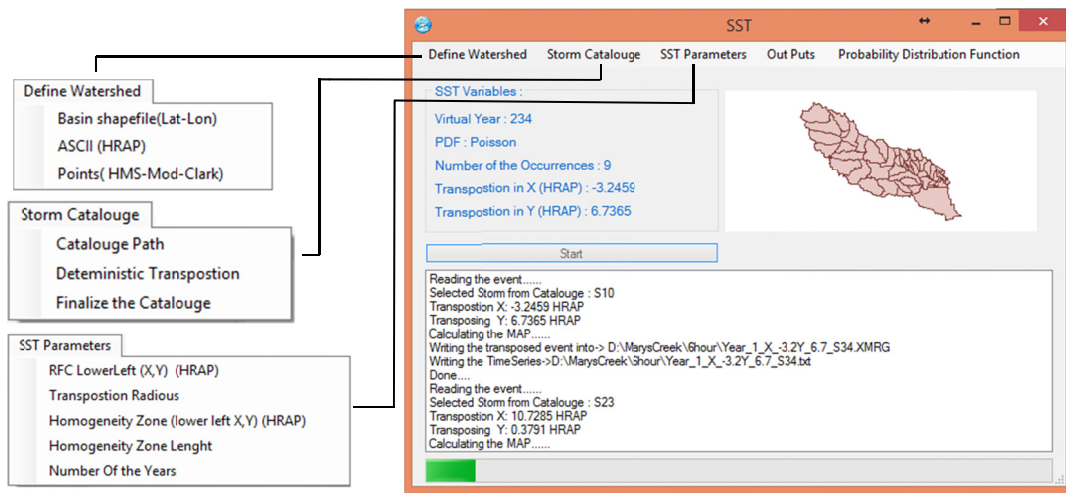 SST
Define Watershed Storm Catalouge SST Parameters Out Puts Probability Distribution Function
Define Watershed
Basin shapefile(Lat-Lon)
ASCII (HRAP)
Points( HMS-Mod-Clark)
Storm Catalouge
Catalouge Path
Deteministic Transpostion
Finalize the Catalouge
SST Parameters
RFC LowerLeft (X,Y) (HRAP)
Transpostion Radious
Homogeneity Zone (lower left X,Y) (HRAP)
Homogeneity Zone Lenght
Number Of the Years
SST Variables :
Virtual Year : 234
PDF : Poisson
Number of the Occurrences : 9
Transpostion in X (HRAP) : -3.2459
Transpostion in Y (HRAP) : 6.7365
Start
Reading the event......
Selected Storm from Catalouge : S10
Transpostion X: -3.2459 HRAP
Transposing Y: 6.7365 HRAP
Calculating the MAP......
Writing the transposed event into-> D:\MarysCreek\6hour\Year_1_X_-3.2Y_6.7_S34.XMRG
Writing the TimeSeries->D:\MarysCreek\3hour\Year_1_X_-3.2Y_6.7_S34.txt
Done....
Reading the event......
Selected Storm from Catalouge : S23
Transpostion X: 10.7285 HRAP
Transposing Y: 0.3791 HRAP
Calculating the MAP......